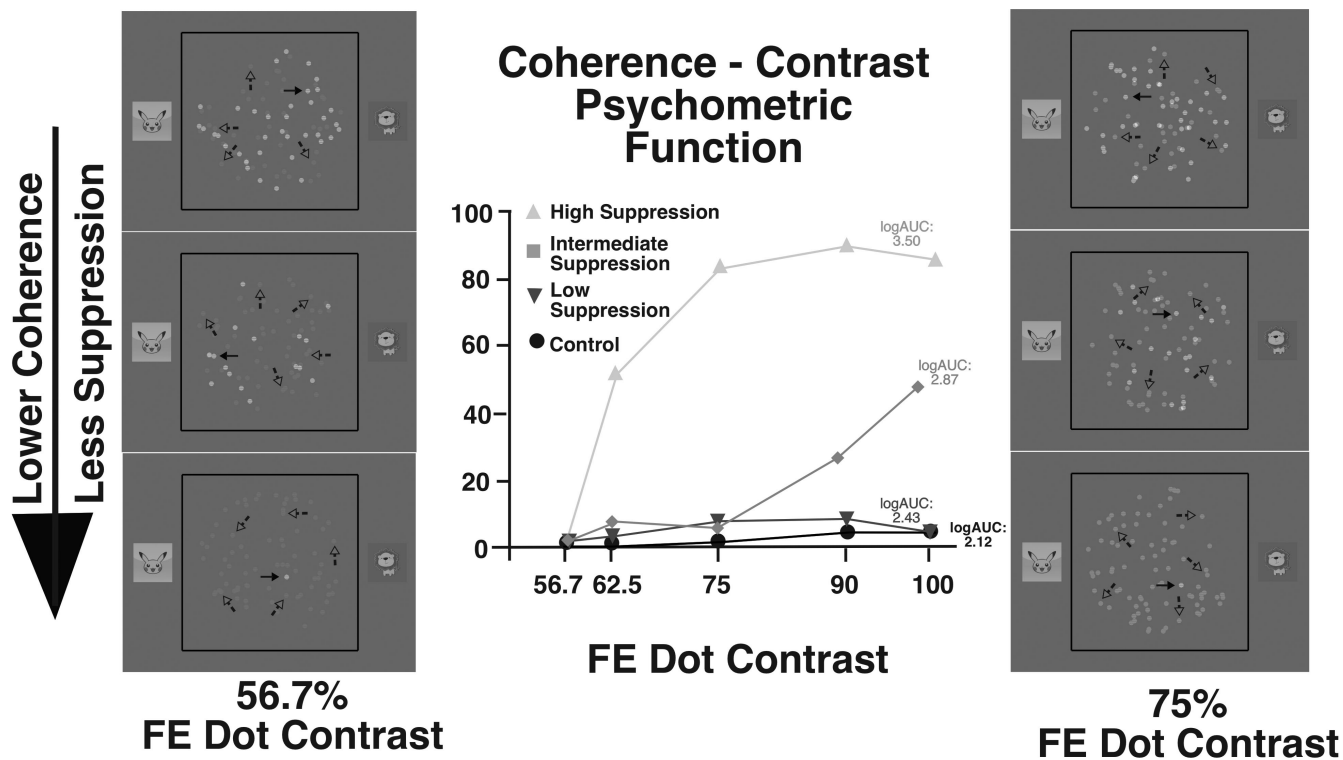 Lower Coherence
Less Suppression
56.7%
FE Dot Contrast
Coherence - Contrast
Psychometric
Function
100
80
60
40
20
0
High Suppression
Intermediate
Suppression
Low
Suppression
Control
logAUC:
3.50
logAUC:
2.87
logAUC:
2.43
logAUC:
2.12
56.7 62.5 75 90 100
FE Dot Contrast
75%
FE Dot Contrast